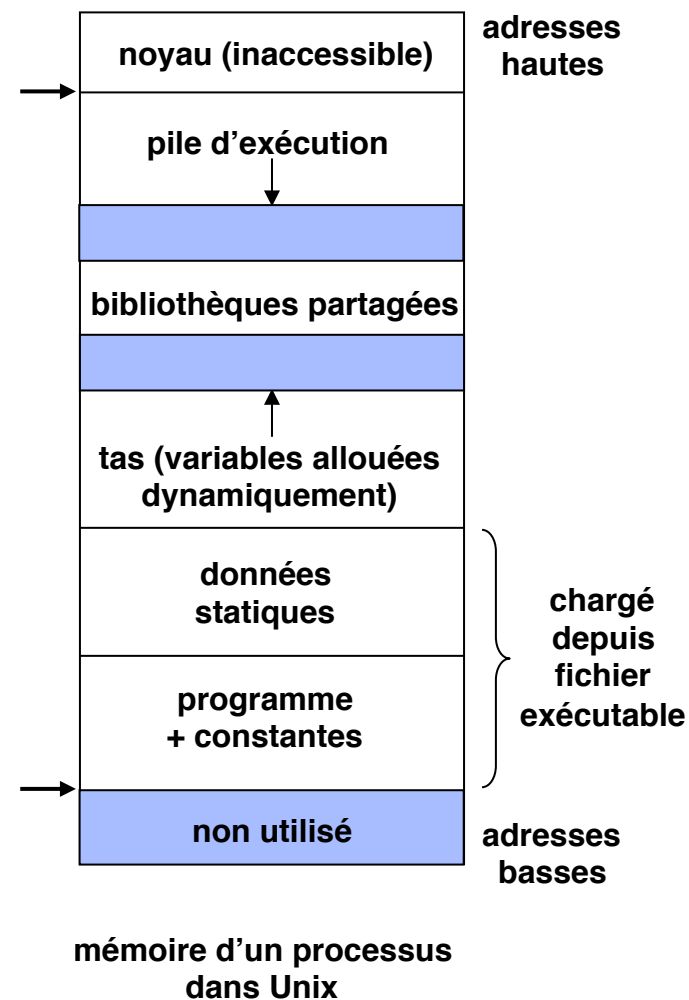 noyau (inaccessible)
adresses
hautes
pile d'exécution
bibliothèques partagées
tas (variables allouées
dynamiquement)
données
statiques
programme
+ constantes
chargé
depuis
fichier
exécutable
non utilisé
adresses
basses
mémoire d’un processus
dans Unix